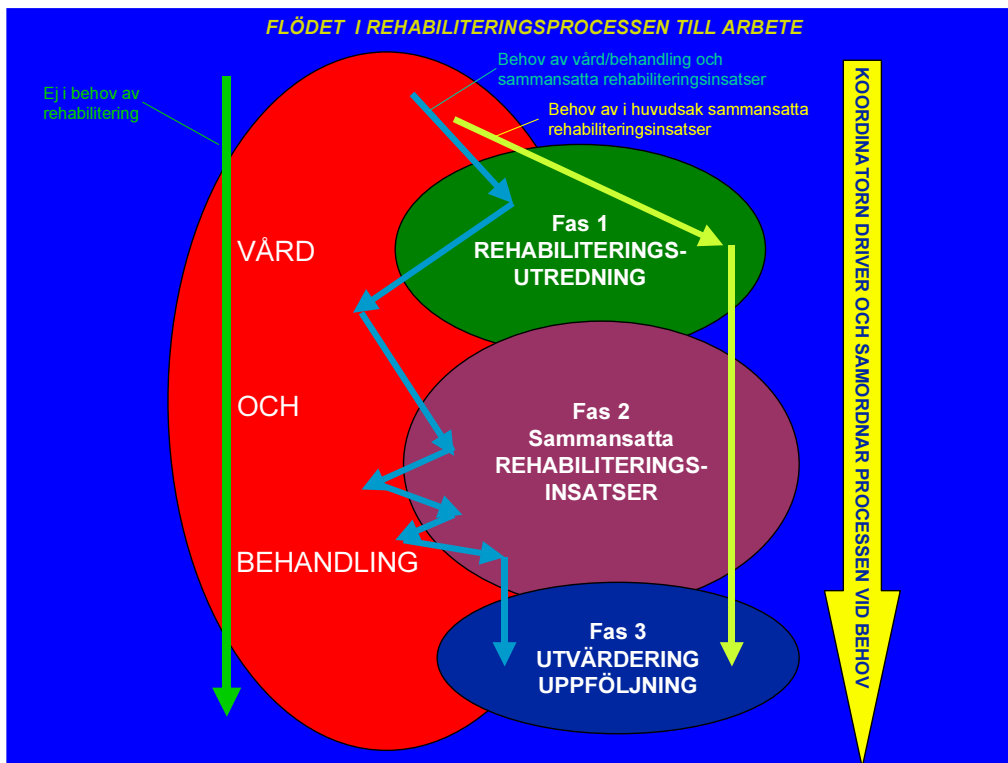 FLÖDET I REHABILITERINGSPROCESSEN TILL ARBETE
Behov av vård/behandling och
sammansatta rehabiliteringsinsatser
Ej i behov av
rehabilitering
Behov av i huvudsak sammansatta
rehabiliteringsinsatser
VÅRD
OCH
BEHANDLING
Fas 1
REHABILITERINGS-
UTREDNING
Fas 2
Sammansatta
REHABILITERINGS-
INSATSER
Fas 3
UTVÄRDERING
UPPFÖLJNING
KOORDINATORN DRIVER OCH SAMORDNAR PROCESSEN VID BEHOV